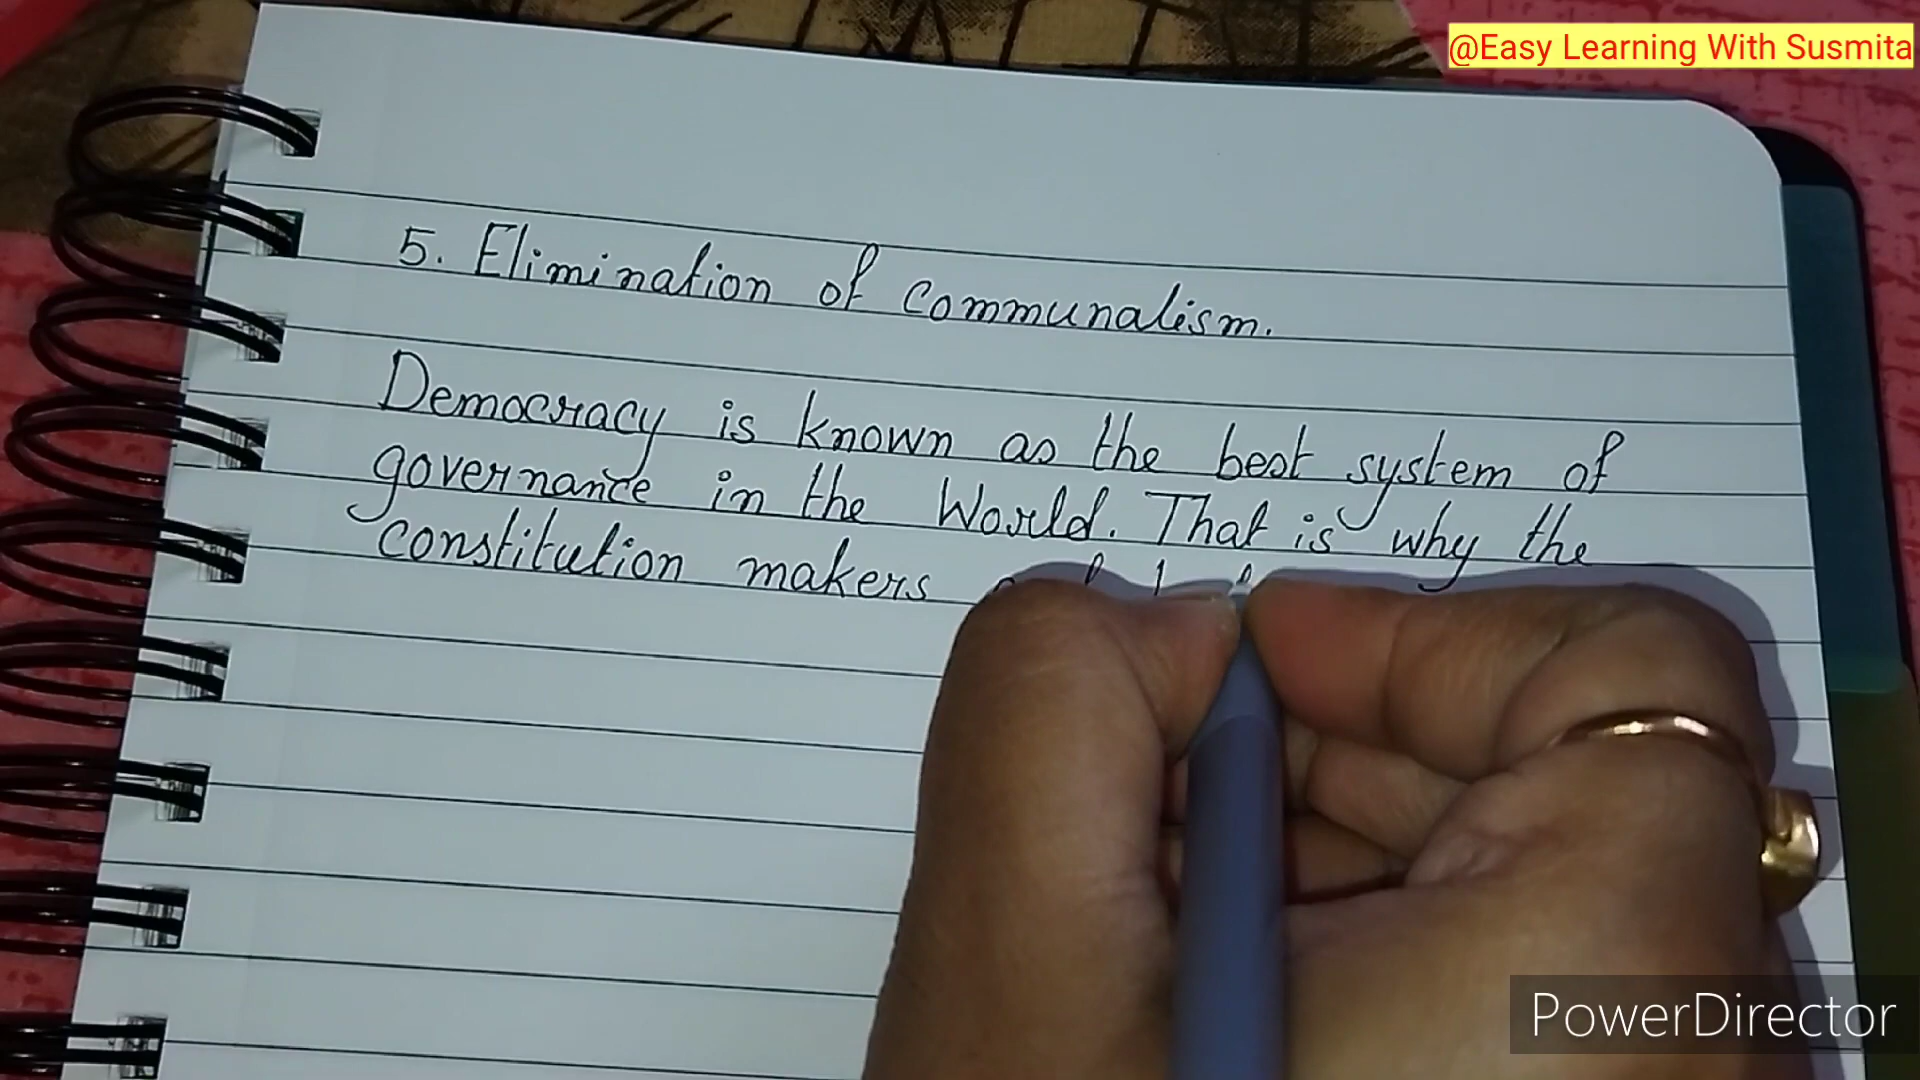 @Easy Learning With Susmita
5. Elimination of Communalism.
Democracy is known as the best system of
governance in the World. That is why the
constitution makers
PowerDirector